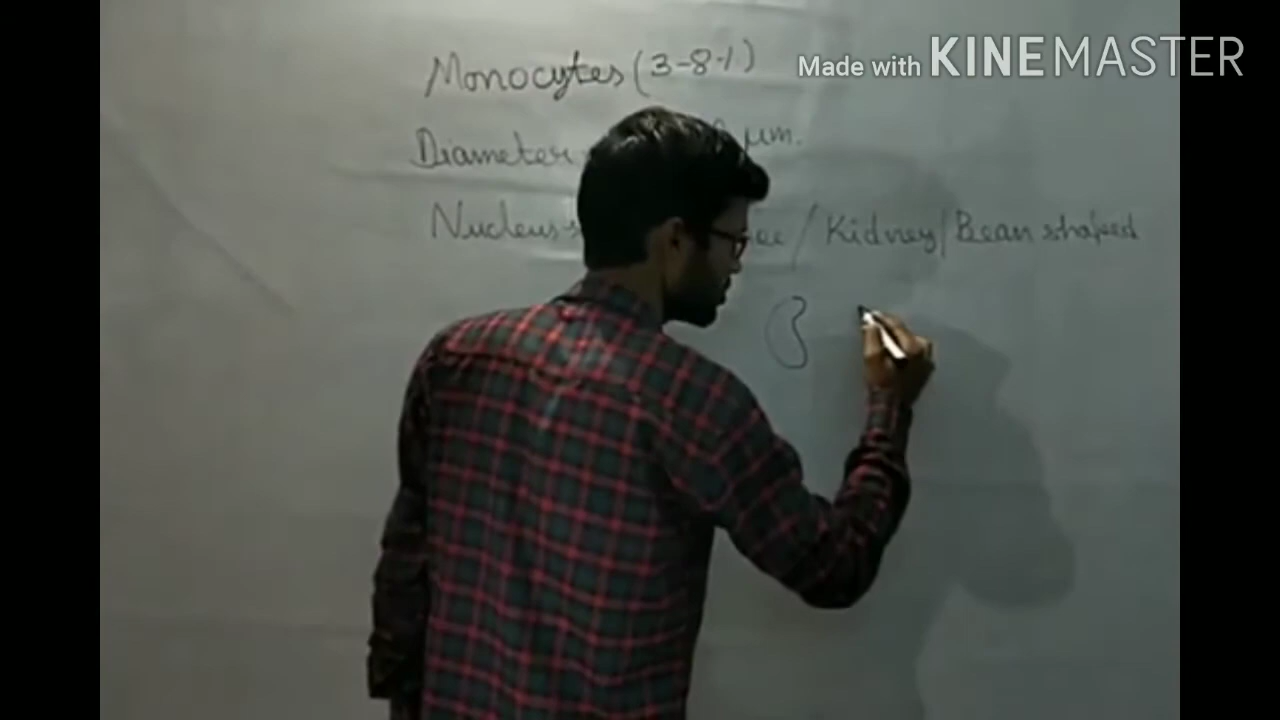 Made with KINEMASTER
Monocytes (3-8·1)
Diameter μm.
Nucleus / Kidney / Bean shaped